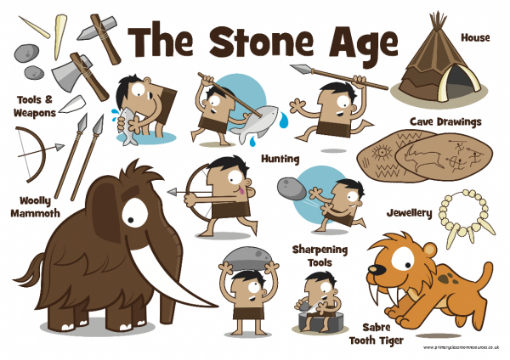 The Stone Age
House
Tools &
Weapons
Cave Drawings
Hunting
Woolly
Mammoth
Jewellery
Sharpening
Tools
Sabre
Tooth Tiger